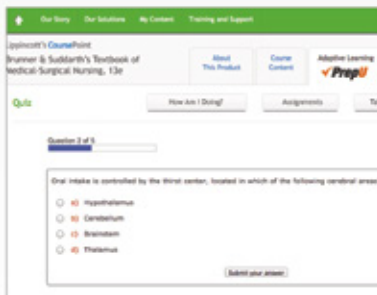 Our Story Our Solutions My Content Training and Support
ppincott's CoursePoint
Brunner & Suddarth's Textbook of
Medical-Surgical Nursing, 13e
About
This Product
Course
Content
Adaptive Learning
PrepU
Quiz
How Am I Doing?
Assignments
Question 2 of 5
Oral intake is controlled by the thirst center, located in which of the following cerebral areas
a) Hypothalamus
b) Cerebellum
c) Brainstem
d) Thalamus
Submit your answer